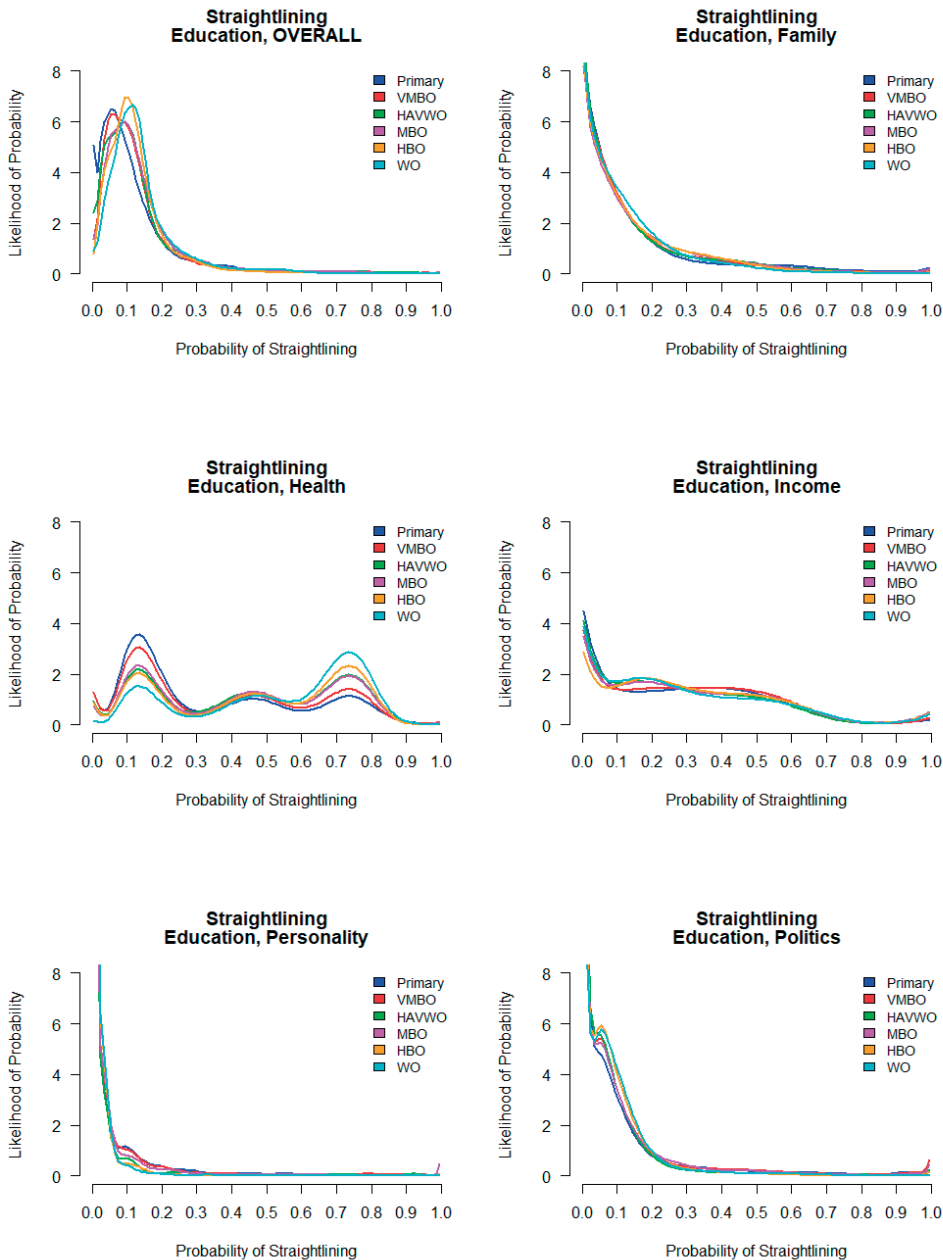 Straightlining
Education, OVERALL
8
6
4
2
0
Likelihood of Probability
Primary
VMBO
HAVWO
MBO
HBO
WO
0.0 0.1 0.2 0.3 0.4 0.5 0.6 0.7 0.8 0.9 1.0
Probability of Straightlining
Straightlining
Education, Family
8
6
4
2
0
Likelihood of Probability
Primary
VMBO
HAVWO
MBO
HBO
WO
0.0 0.1 0.2 0.3 0.4 0.5 0.6 0.7 0.8 0.9 1.0
Probability of Straightlining
Straightlining
Education, Health
8
6
4
2
0
Likelihood of Probability
Primary
VMBO
HAVWO
MBO
HBO
WO
0.0 0.1 0.2 0.3 0.4 0.5 0.6 0.7 0.8 0.9 1.0
Probability of Straightlining
Straightlining
Education, Income
8
6
4
2
0
Likelihood of Probability
Primary
VMBO
HAVWO
MBO
HBO
WO
0.0 0.1 0.2 0.3 0.4 0.5 0.6 0.7 0.8 0.9 1.0
Probability of Straightlining
Straightlining
Education, Personality
8
6
4
2
0
Likelihood of Probability
Primary
VMBO
HAVWO
MBO
HBO
WO
0.0 0.1 0.2 0.3 0.4 0.5 0.6 0.7 0.8 0.9 1.0
Probability of Straightlining
Straightlining
Education, Politics
8
6
4
2
0
Likelihood of Probability
Primary
VMBO
HAVWO
MBO
HBO
WO
0.0 0.1 0.2 0.3 0.4 0.5 0.6 0.7 0.8 0.9 1.0
Probability of Straightlining